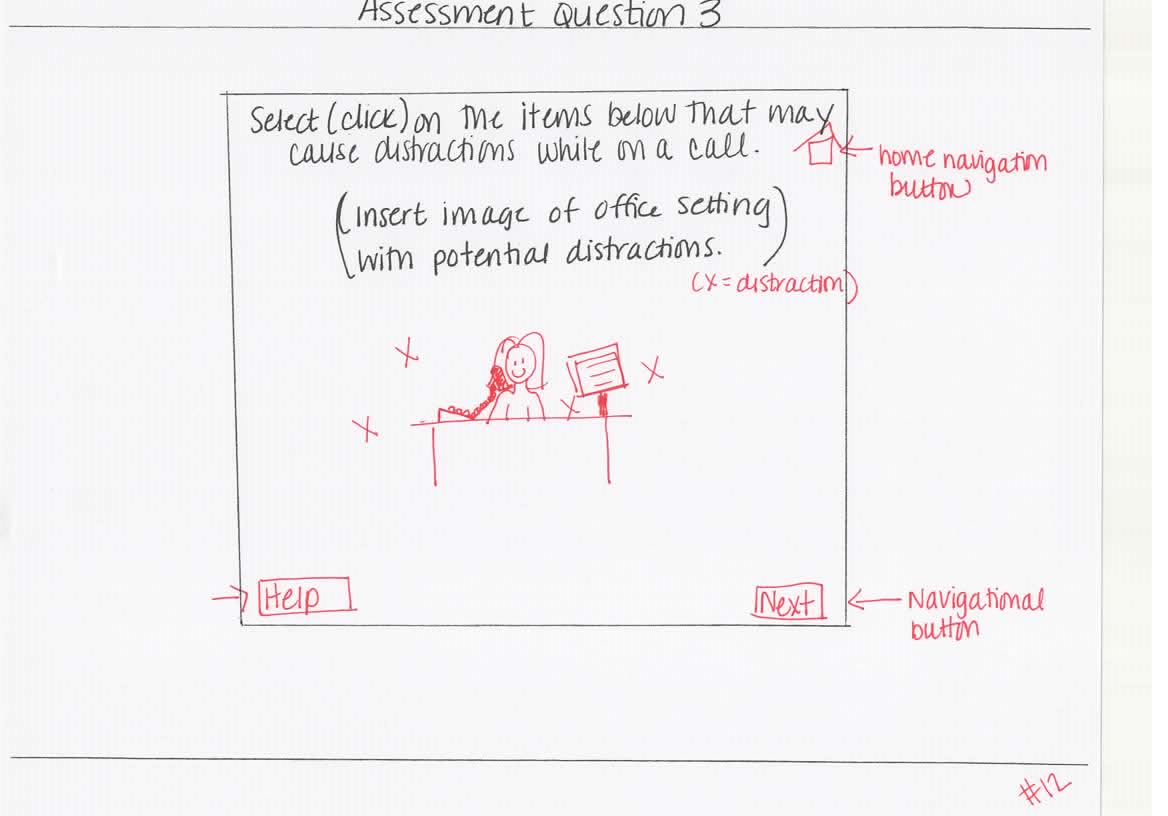 Assessment Question 3
Select (click) on the items below that may
cause distractions while on a call.
home navigation
button
(Insert image of office setting
with potential distractions.)
(x = distraction)
X
X
X
X
Help
Next
Navigational
button
#12